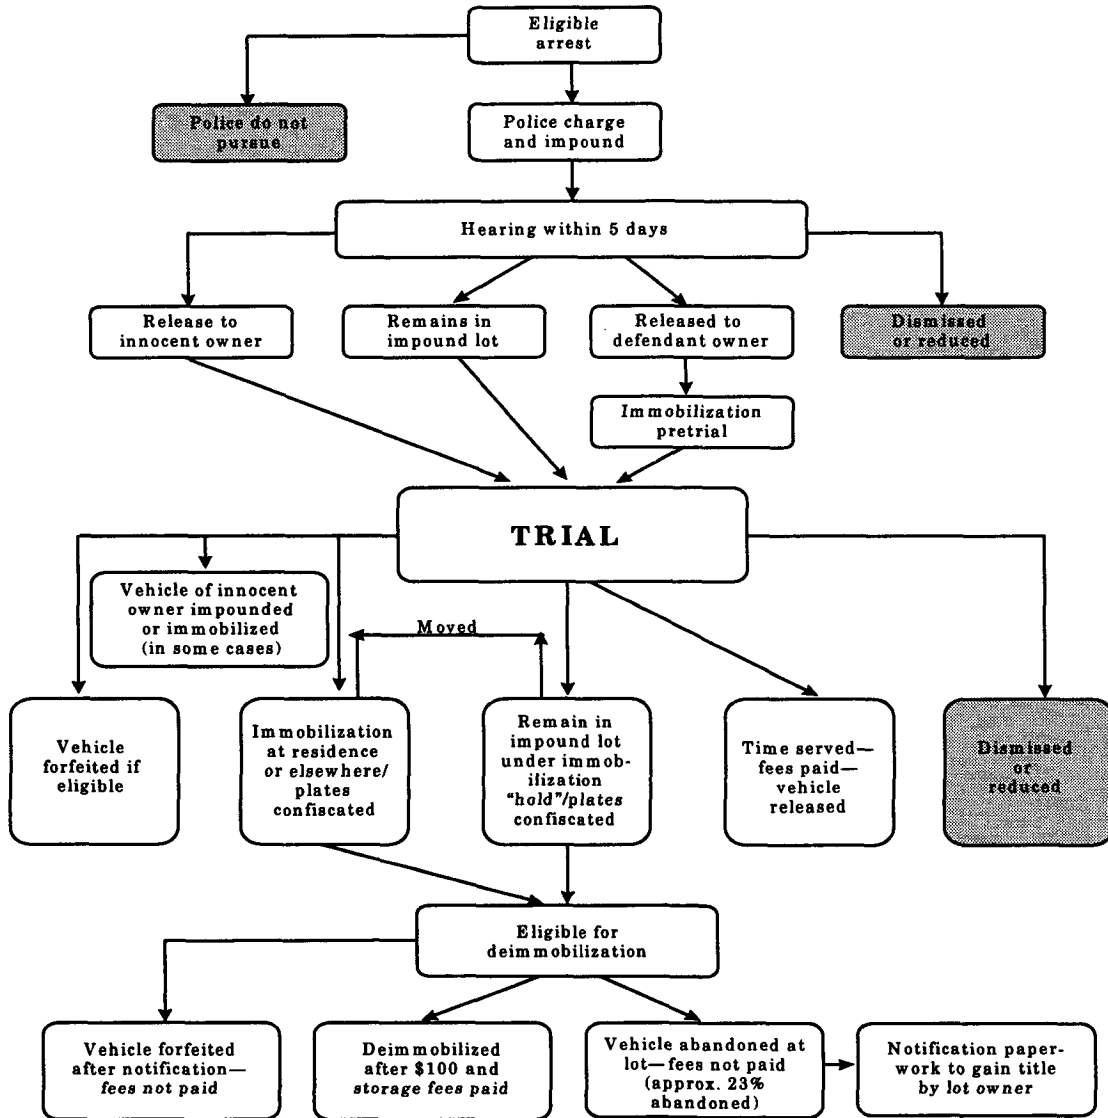 Eligible
arrest
Police do not
pursue
Police charge
and impound
Hearing within 5 days
Release to
innocent owner
Remains in
impound lot
Released to
defendant owner
Dismissed
or reduced
Immobilization
pretrial
TRIAL
Vehicle of innocent
owner impounded
or immobilized
(in some cases)
Moved
Vehicle
forfeited if
eligible
Immobilization
at residence
or elsewhere/
plates
confiscated
Remain in
impound lot
under immob-
ilization
“hold”/plates
confiscated
Time served—
fees paid—
vehicle
released
Dismissed
or
reduced
Eligible for
deimmobilization
Vehicle forfeited
after notification—
fees not paid
Deimmobilized
after $100 and
storage fees paid
Vehicle abandoned at
lot—fees not paid
(approx. 23%
abandoned)
Notification paper-
work to gain title
by lot owner